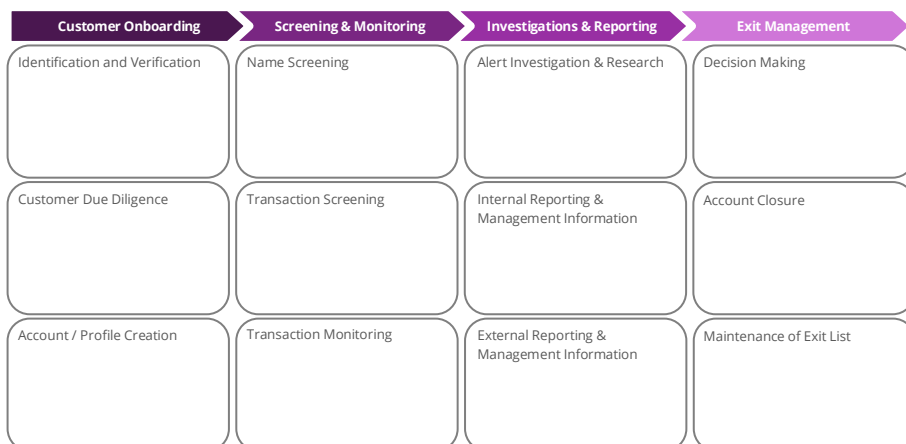 Customer Onboarding
Screening & Monitoring
Investigations & Reporting
Exit Management
Identification and Verification
Name Screening
Alert Investigation & Research
Decision Making
Customer Due Diligence
Transaction Screening
Internal Reporting &
Management Information
Account Closure
Account / Profile Creation
Transaction Monitoring
External Reporting &
Management Information
Maintenance of Exit List